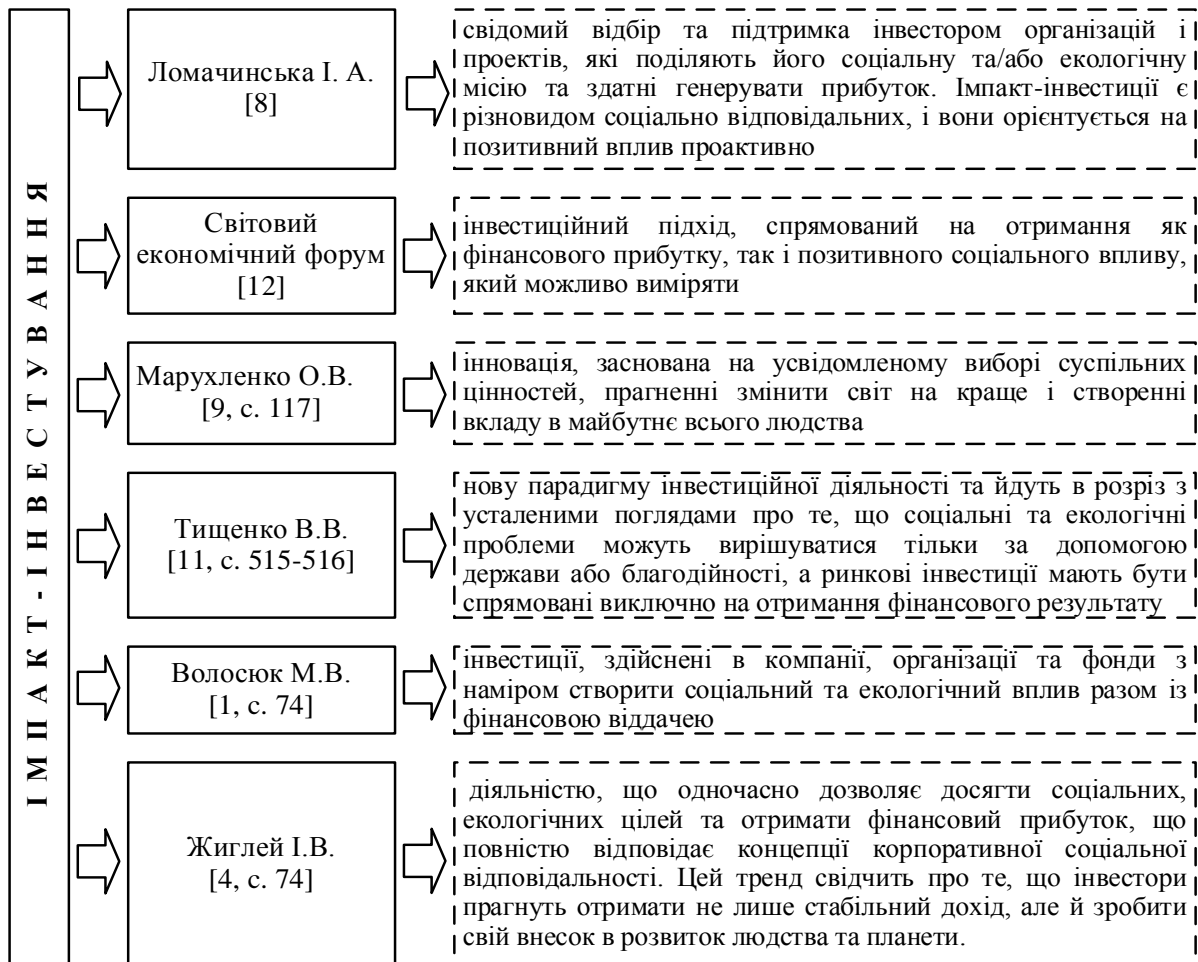 ІМПАКТ-ІНВЕСТУВАННЯ
Ломачинська І. А.
[8]
свідомий відбір та підтримка інвестором організацій і
проектів, які поділяють його соціальну та/або екологічну
місію та здатні генерувати прибуток. Імпакт-інвестиції є
різновидом соціально відповідальних, і вони орієнтується на
позитивний вплив проактивно
Світовий
економічний форум
[12]
інвестиційний підхід, спрямований на отримання як
фінансового прибутку, так і позитивного соціального впливу,
який можливо виміряти
Марухленко О.В.
[9, с. 117]
інновація, заснована на усвідомленому виборі суспільних
цінностей, прагненні змінити світ на краще і створенні
вкладу в майбутнє всього людства
Тищенко В.В.
[11, с. 515-516]
нову парадигму інвестиційної діяльності та йдуть в розріз з
усталеними поглядами про те, що соціальні та екологічні
проблеми можуть вирішуватися тільки за допомогою
держави або благодійності, а ринкові інвестиції мають бути
спрямовані виключно на отримання фінансового результату
Волосюк М.В.
[1, с. 74]
інвестиції, здійснені в компанії, організації та фонди з
наміром створити соціальний та екологічний вплив разом із
фінансовою віддачею
Жиглей І.В.
[4, с. 74]
діяльністю, що одночасно дозволяє досягти соціальних,
екологічних цілей та отримати фінансовий прибуток, що
повністю відповідає концепції корпоративної соціальної
відповідальності. Цей тренд свідчить про те, що інвестори
прагнуть отримати не лише стабільний дохід, але й зробити
свій внесок в розвиток людства та планети.